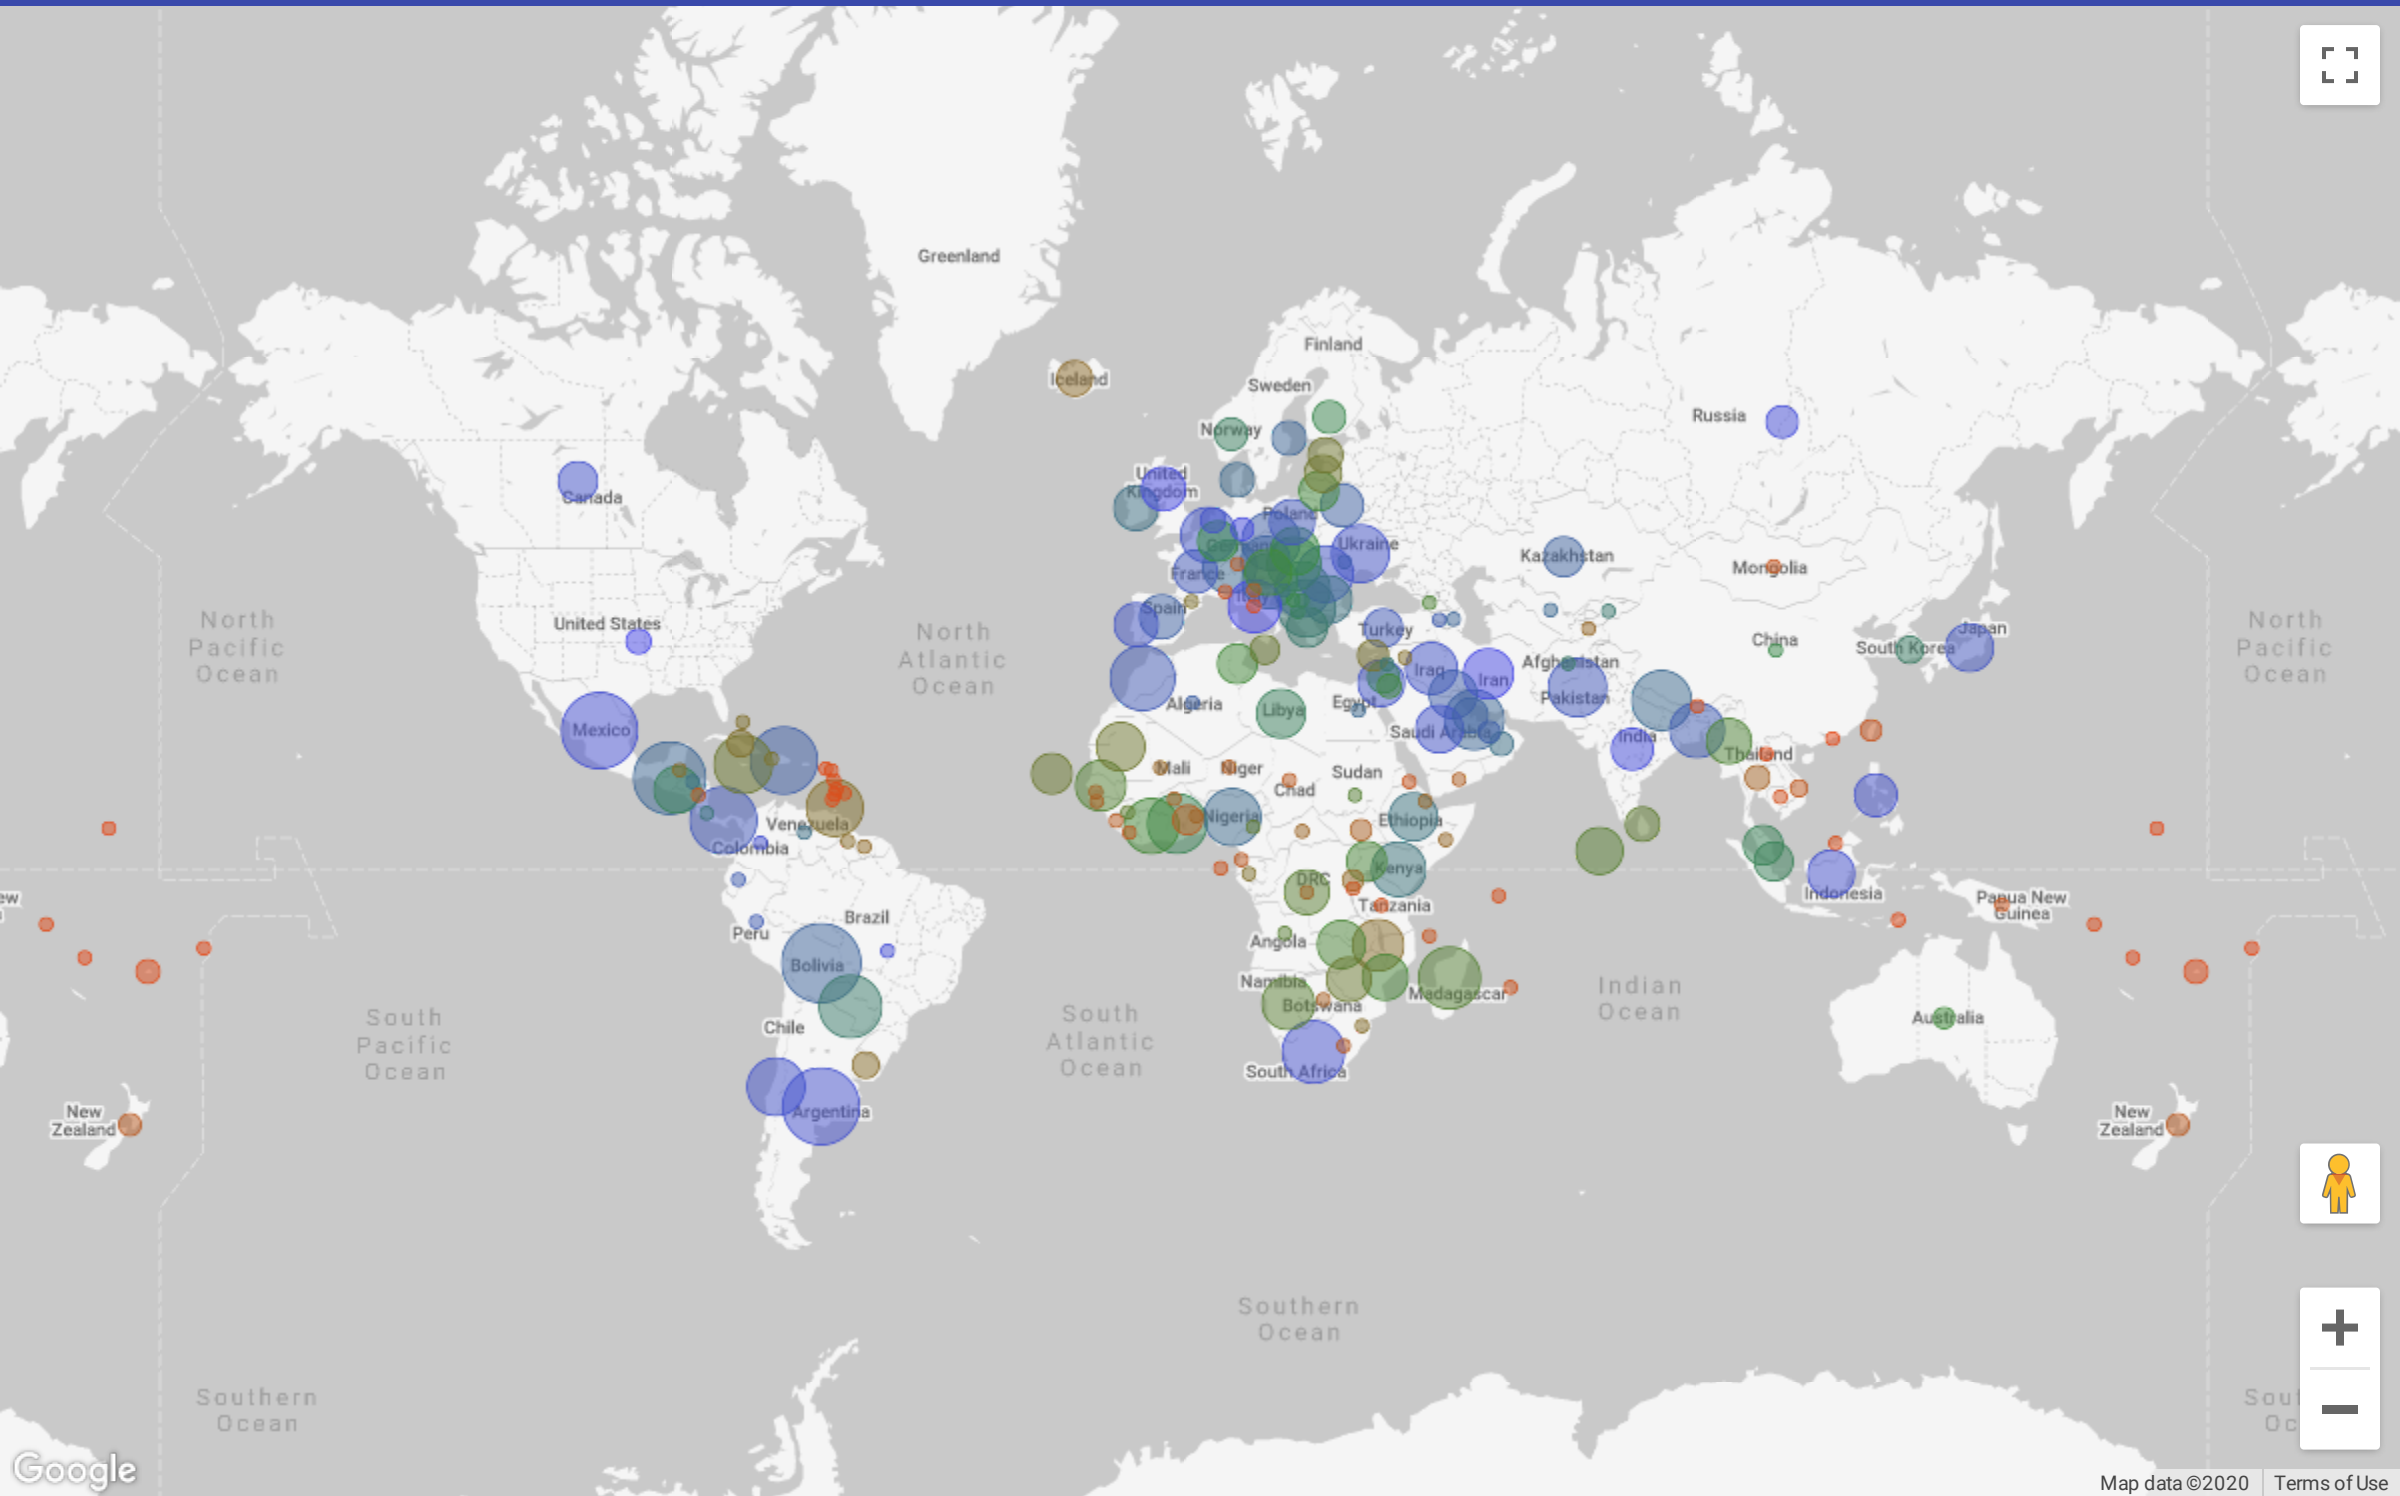 Greenland
Iceland
Finland
Sweden
Norway
Russia
United
Kingdom
Canada
Poland
Ukraine
Kazakhstan
Mongolia
France
North
Pacific
Ocean
United States
North
Atlantic
Ocean
Spain
Italy
Turkey
China
South Korea
Japan
North
Pacific
Ocean
Afghanistan
Iraq
Iran
Pakistan
Algeria
Libya
Egypt
Saudi Arabia
Mexico
India
Thailand
Mali
Niger
Chad
Sudan
Nigeria
Ethiopia
Venezuela
Colombia
Kenya
DRC
Tanzania
Indonesia
Papua New
Guinea
ew
Brazil
Peru
Angola
Bolivia
Namibia
Botswana
Madagascar
Indian
Ocean
Australia
South
Pacific
Ocean
Chile
South
Atlantic
Ocean
South Africa
Argentina
New
Zealand
New
Zealand
Southern
Ocean
Southern
Ocean
Sou
Oc
Google
Map data ©2020
Terms of Use